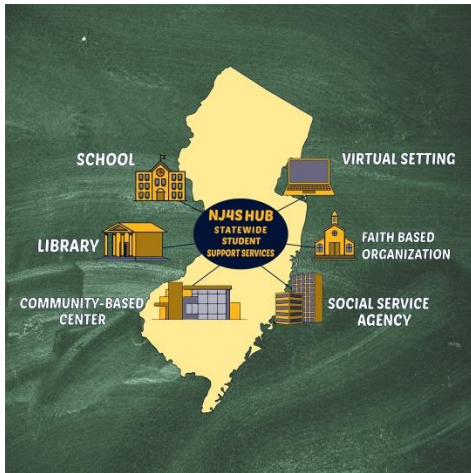 SCHOOL
VIRTUAL SETTING
NJ4S HUB
STATEWIDE
STUDENT
SUPPORT SERVICES
LIBRARY
FAITH BASED
ORGANIZATION
COMMUNITY-BASED
CENTER
SOCIAL SERVICE
AGENCY